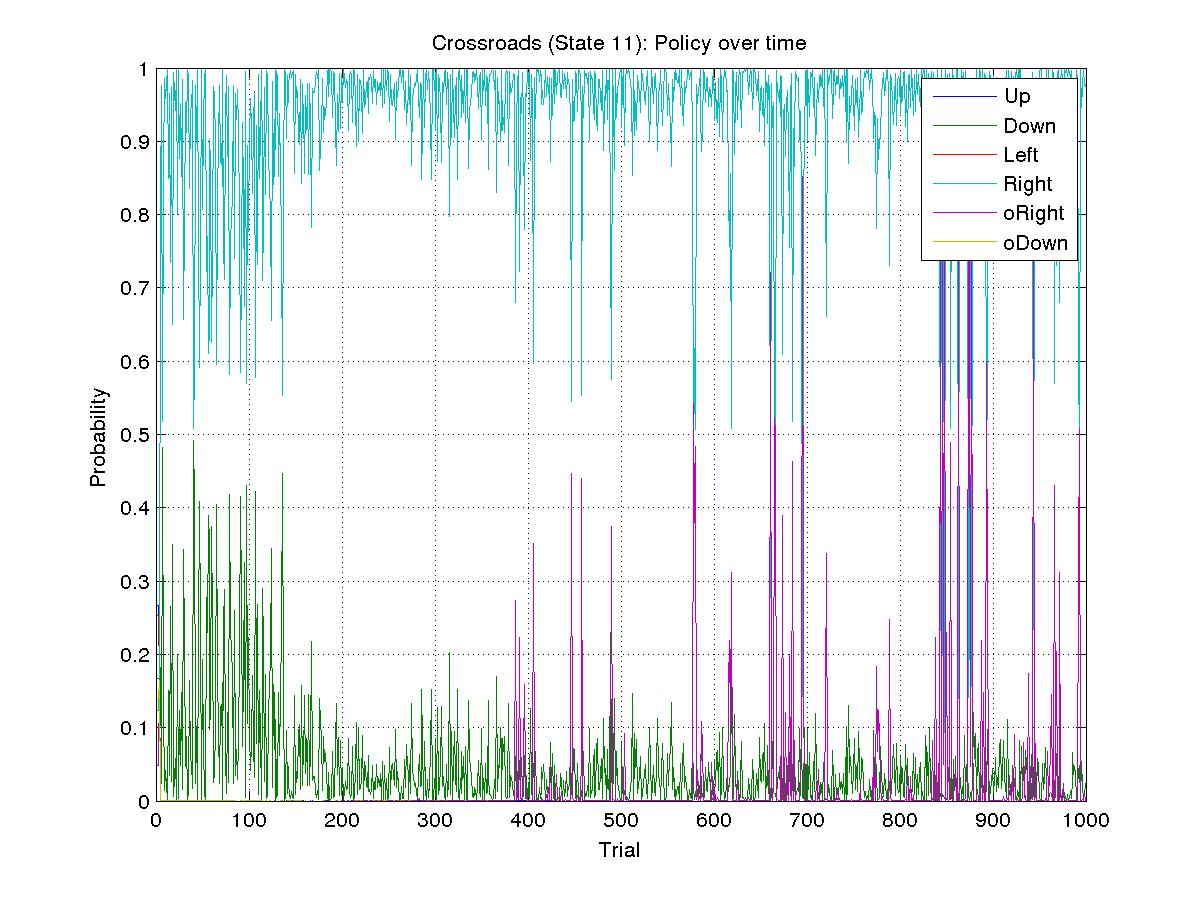 Crossroads (State 11): Policy over time
1
0.9
0.8
0.7
0.6
0.5
0.4
0.3
0.2
0.1
0
Probability
Up
Down
Left
Right
oRight
oDown
0 100 200 300 400 500 600 700 800 900 1000
Trial